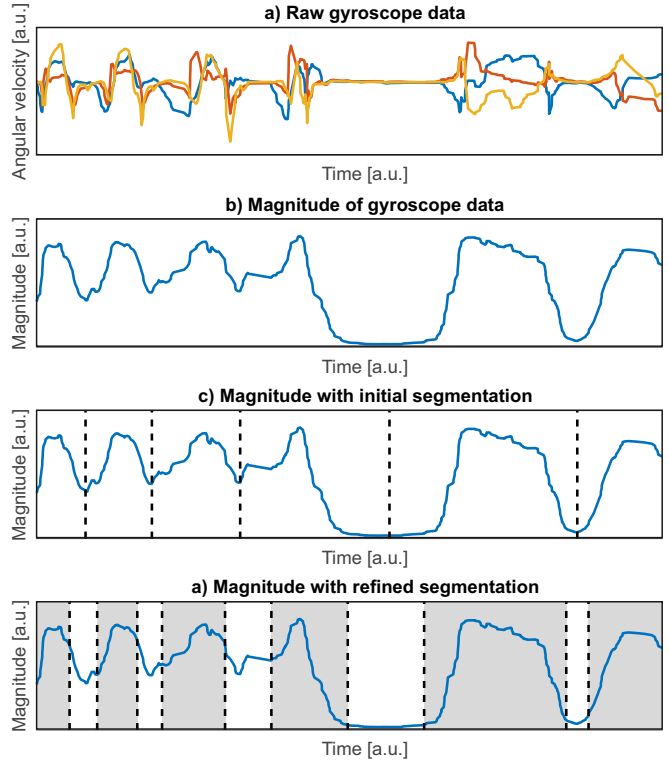 a) Raw gyroscope data
Angular velocity [a.u.]
Time [a.u.]
b) Magnitude of gyroscope data
Magnitude [a.u.]
Time [a.u.]
c) Magnitude with initial segmentation
Magnitude [a.u.]
Time [a.u.]
a) Magnitude with refined segmentation
Magnitude [a.u.]
Time [a.u.]